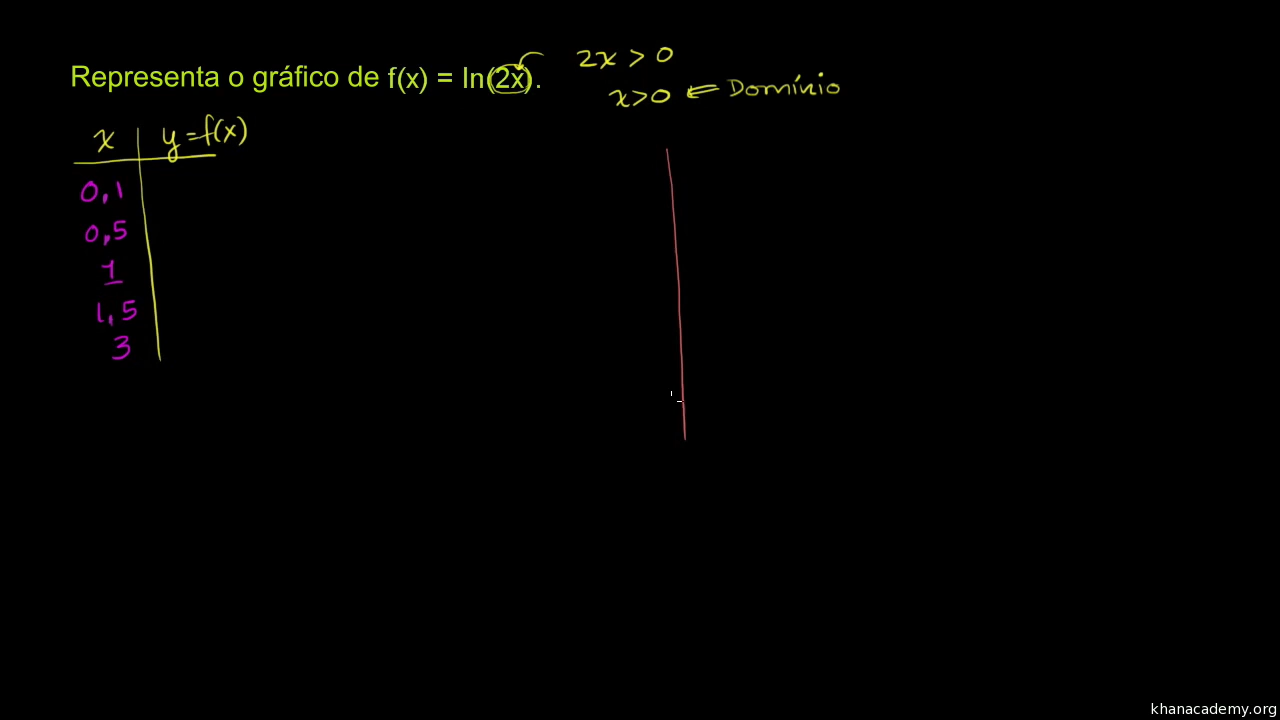 Representa o gráfico de f(x) = ln(2x).
2x > 0
x>0 ← Domínio
x | y = f(x)
0,1
0,5
1
1,5
3
khanacademy.org